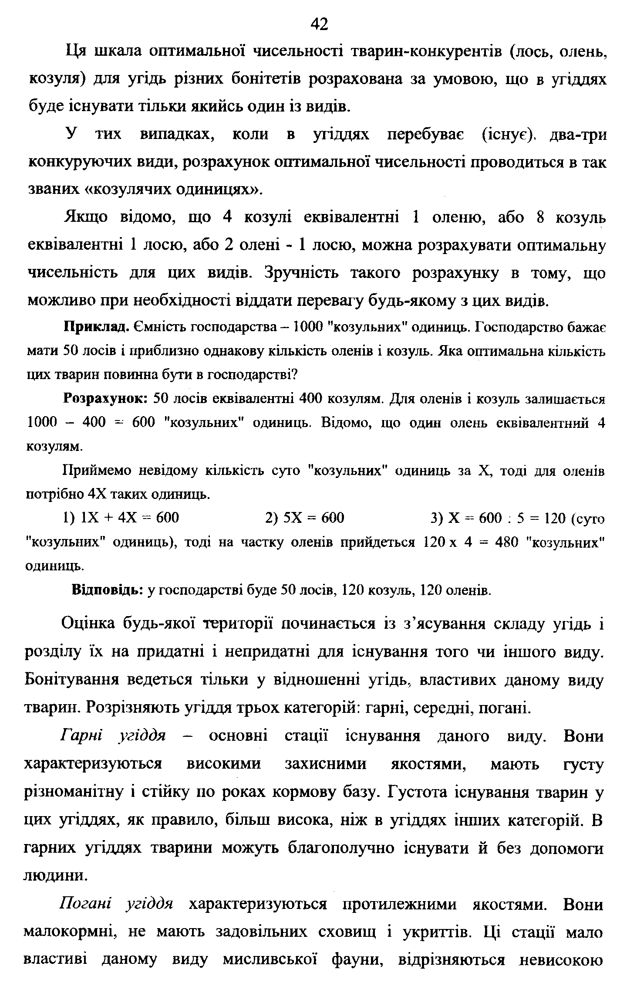 42
Ця шкала оптимальної чисельності тварин-конкурентів (лось, олень,
козуля) для угідь різних бонітетів розрахована за умовою, що в угіддях
буде існувати тільки якийсь один із видів.
У тих випадках, коли в угіддях перебуває (існує). два-три
конкуруючих види, розрахунок оптимальної чисельності проводиться в так
званих «козулячих одиницях».
Якщо відомо, що 4 козулі еквівалентні 1 оленю, або 8 козуль
еквівалентні 1 лосю, або 2 олені - 1 лосю, можна розрахувати оптимальну
чисельність для цих видів. Зручність такого розрахунку в тому, що
можливо при необхідності віддати перевагу будь-якому з цих видів.
Приклад. Ємність господарства – 1000 "козульних" одиниць. Господарство бажає
мати 50 лосів і приблизно однакову кількість оленів і козуль. Яка оптимальна кількість
цих тварин повинна бути в господарстві?
Розрахунок: 50 лосів еквівалентні 400 козулям. Для оленів і козуль залишається
1000 – 400 = 600 "козульних" одиниць. Відомо, що один олень еквівалентний 4
козулям.
Приймемо невідому кількість суто "козульних" одиниць за X, тоді для оленів
потрібно 4X таких одиниць.
1) 1X + 4X = 600 2) 5X = 600 3) X = 600 : 5 = 120 (суто
"козульних" одиниць), тоді на частку оленів прийдеться 120 х 4 = 480 "козульних"
одиниць.
Відповідь: у господарстві буде 50 лосів, 120 козуль, 120 оленів.
Оцінка будь-якої території починається із з’ясування складу угідь і
розділу їх на придатні і непридатні для існування того чи іншого виду.
Бонітування ведеться тільки у відношенні угідь, властивих даному виду
тварин. Розрізняють угіддя трьох категорій: гарні, середні, погані.
Гарні угіддя – основні стації існування даного виду. Вони
характеризуються високими захисними якостями, мають густу
різноманітну і стійку по роках кормову базу. Густота існування тварин у
цих угіддях, як правило, більш висока, ніж в угіддях інших категорій. В
гарних угіддях тварини можуть благополучно існувати й без допомоги
людини.
Погані угіддя характеризуються протилежними якостями. Вони
малокормні, не мають задовільних сховищ і укриттів. Ці стації мало
властиві даному виду мисливської фауни, відрізняються невисокою